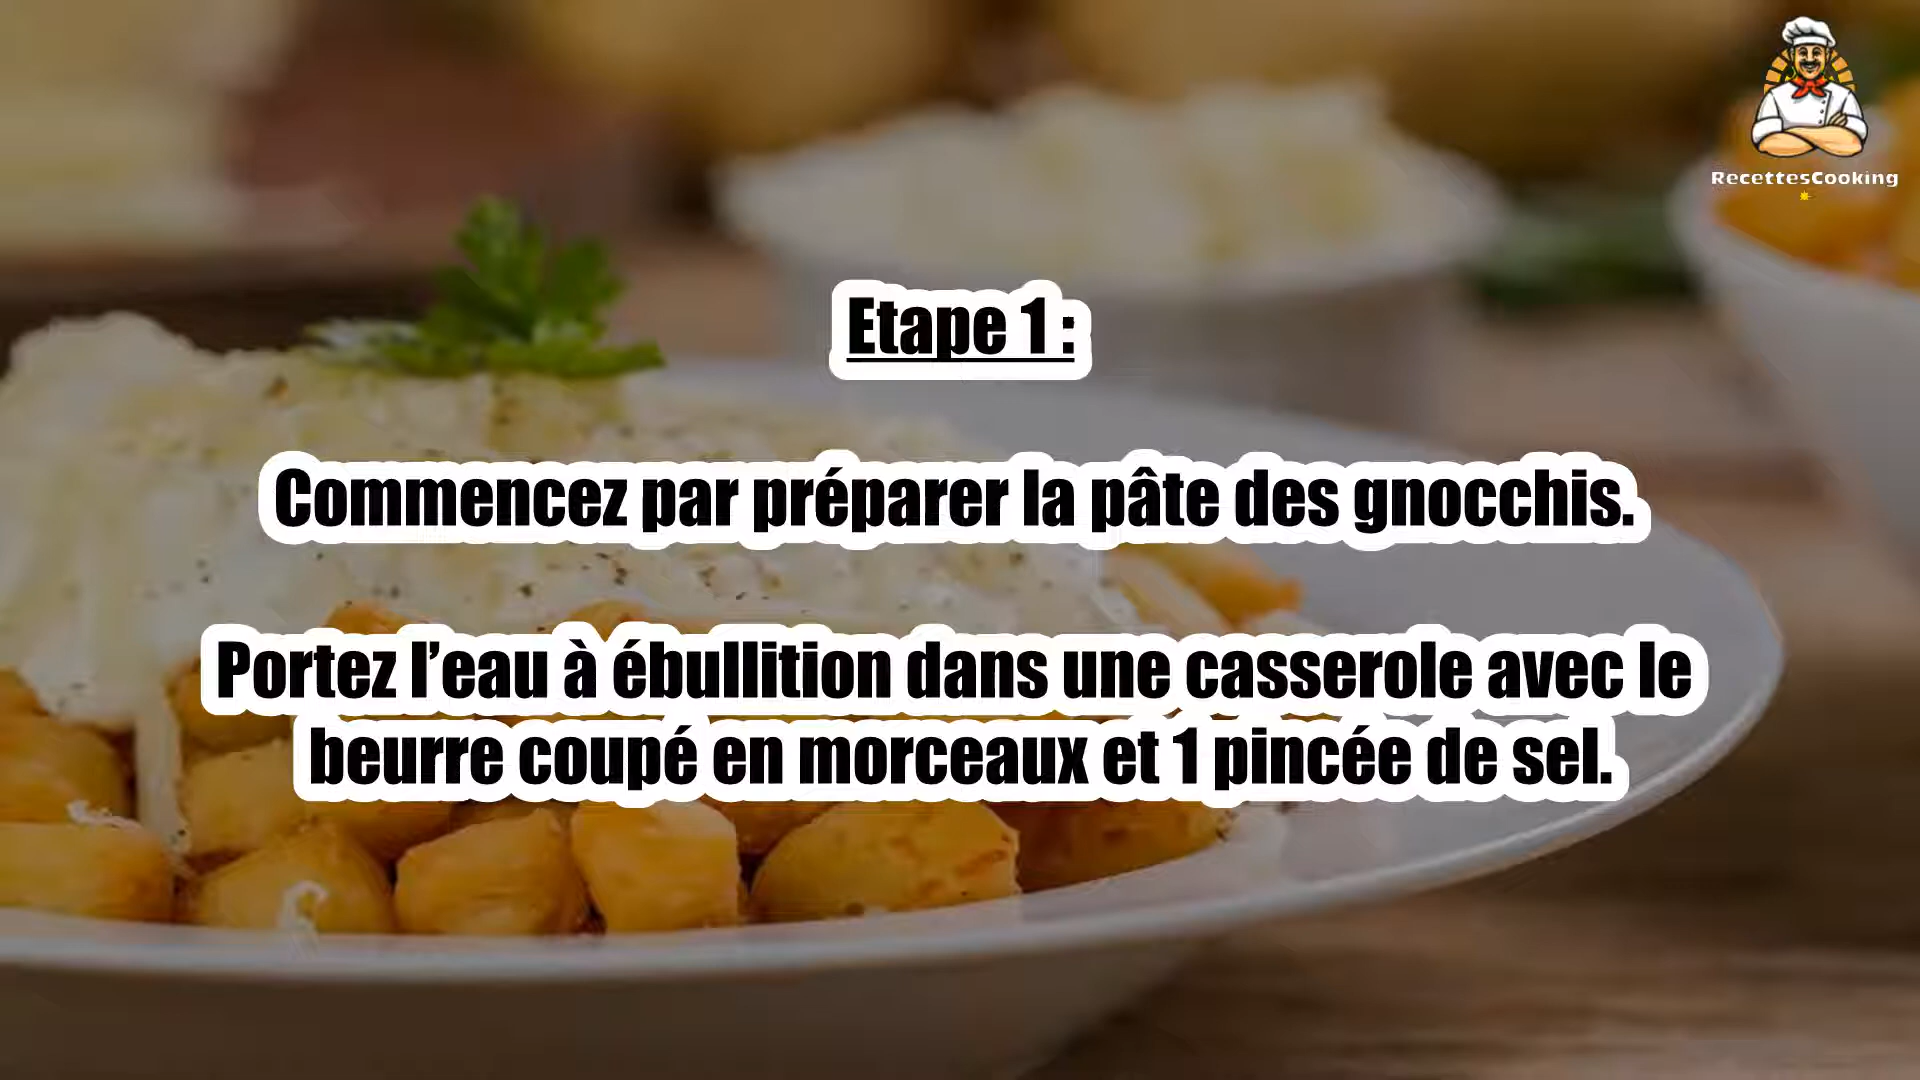 RecettesCooking
Etape 1 :
Commencez par préparer la pâte des gnocchis.
Portez l’eau à ébullition dans une casserole avec le
beurre coupé en morceaux et 1 pincée de sel.